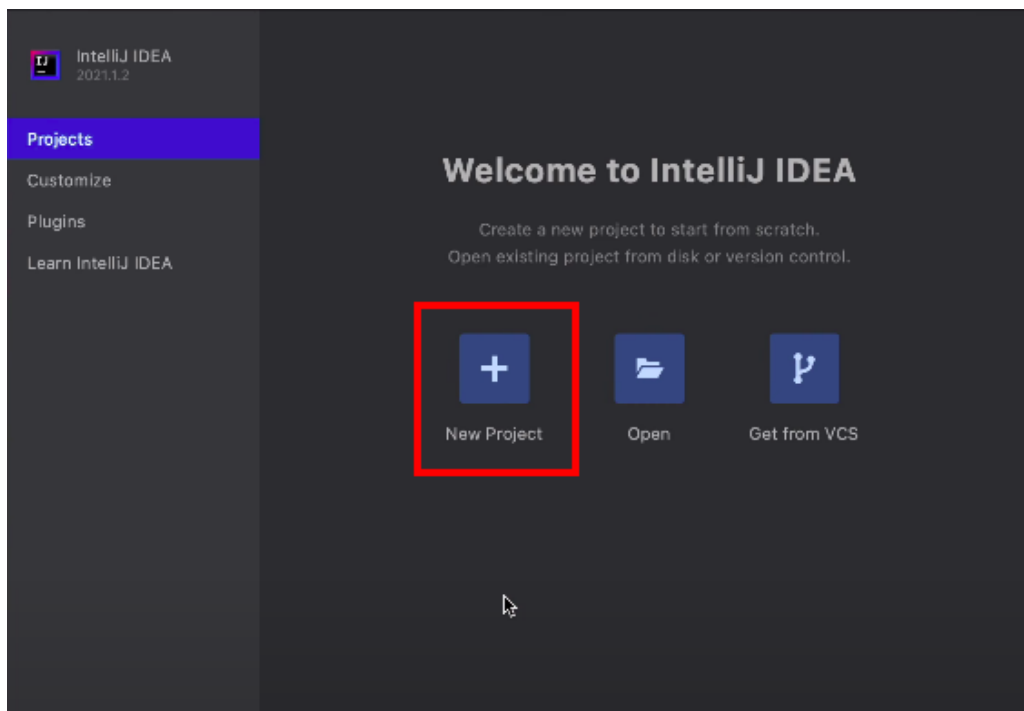 IJ
IntelliJ IDEA
2021.1.2
Projects
Customize
Plugins
Learn IntelliJ IDEA
Welcome to IntelliJ IDEA
Create a new project to start from scratch.
Open existing project from disk or version control.
New Project
Open
Get from VCS